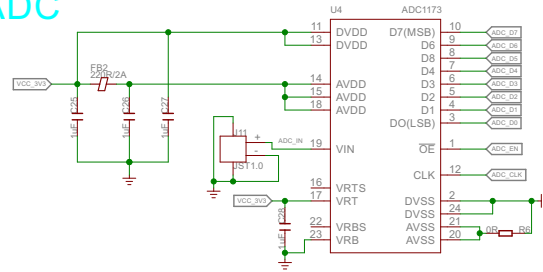 ADC
U4
ADC1173
11
DVDD
D7(MSB)
10
ADC_D7
13
DVDD
D6
9
ADC_D6
D8
8
ADC_D5
FB2
220R/2A
D4
7
ADC_D4
VCC_3V3
14
AVDD
D3
6
ADC_D3
15
AVDD
D2
5
ADC_D2
18
AVDD
D1
4
ADC_D1
DO(LSB)
3
ADC_D0
C25
1uF
C26
1uF
C27
1uF
J11
+
-
JST1.0
ADC_IN
19
VIN
OE
1
ADC_EN
CLK
12
ADC_CLK
16
VRTS
VCC_3V3
17
VRT
DVSS
2
DVSS
24
C28
1uF
22
VRBS
AVSS
21
0R
R6
23
VRB
AVSS
20